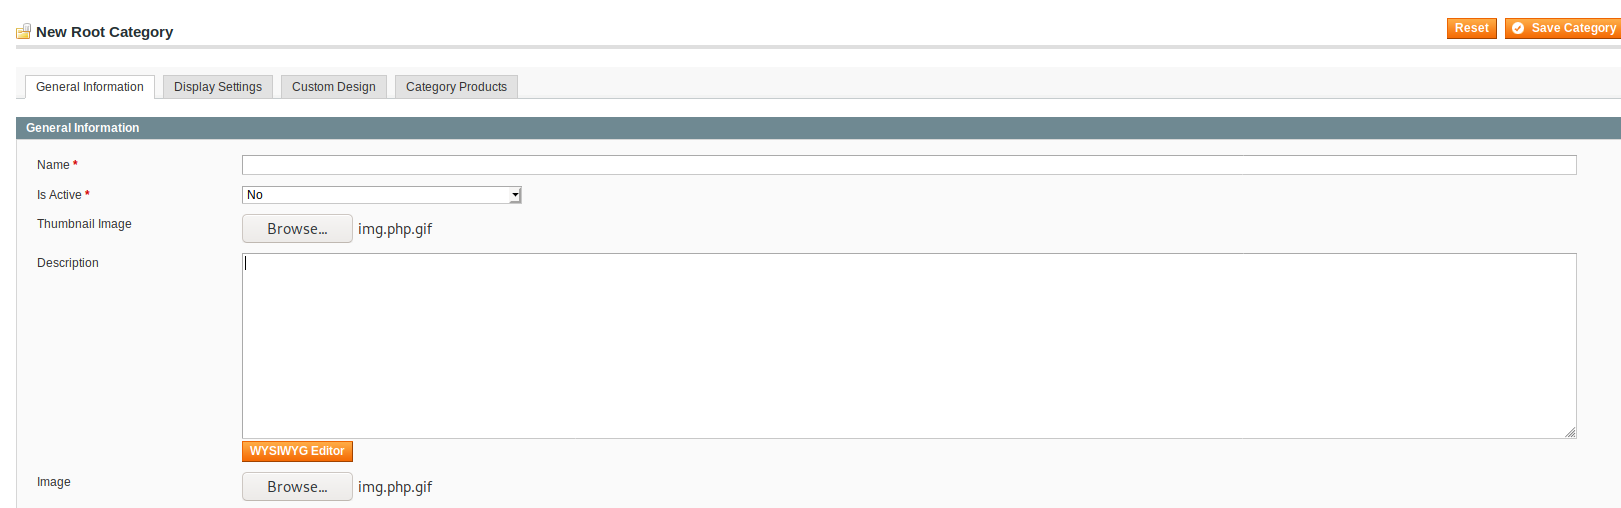 New Root Category
Reset
Save Category
General Information
Display Settings
Custom Design
Category Products
General Information
Name *
Is Active *
No
Thumbnail Image
Browse...
img.php.gif
Description
WYSIWYG Editor
Image
Browse...
img.php.gif